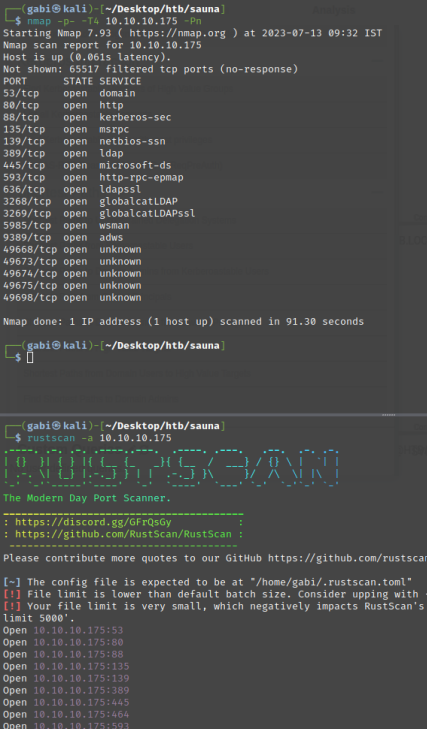 ┌──(gabi㉿kali)-[~/Desktop/htb/sauna]
└─$ nmap -p- -T4 10.10.10.175 -Pn
Starting Nmap 7.93 ( https://nmap.org ) at 2023-07-13 09:32 IST
Nmap scan report for 10.10.10.175
Host is up (0.061s latency).
Not shown: 65517 filtered tcp ports (no-response)
PORT      STATE SERVICE
53/tcp    open  domain
80/tcp    open  http
88/tcp    open  kerberos-sec
135/tcp   open  msrpc
139/tcp   open  netbios-ssn
389/tcp   open  ldap
445/tcp   open  microsoft-ds
593/tcp   open  http-rpc-epmap
636/tcp   open  ldapssl
3268/tcp  open  globalcatLDAP
3269/tcp  open  globalcatLDAPssl
5985/tcp  open  wsman
9389/tcp  open  adws
49668/tcp open  unknown
49673/tcp open  unknown
49674/tcp open  unknown
49675/tcp open  unknown
49698/tcp open  unknown
Nmap done: 1 IP address (1 host up) scanned in 91.30 seconds
┌──(gabi㉿kali)-[~/Desktop/htb/sauna]
└─$
┌──(gabi㉿kali)-[~/Desktop/htb/sauna]
└─$ rustscan -a 10.10.10.175
The Modern Day Port Scanner.
: https://discord.gg/GFrQsGy           :
: https://github.com/RustScan/RustScan :
Please contribute more quotes to our GitHub https://github.com/rustscan
[~] The config file is expected to be at "/home/gabi/.rustscan.toml"
[!] File limit is lower than default batch size. Consider upping with
[!] Your file limit is very small, which negatively impacts RustScan's
limit 5000'.
Open 10.10.10.175:53
Open 10.10.10.175:80
Open 10.10.10.175:88
Open 10.10.10.175:135
Open 10.10.10.175:139
Open 10.10.10.175:389
Open 10.10.10.175:445
Open 10.10.10.175:464
Open 10.10.10.175:593